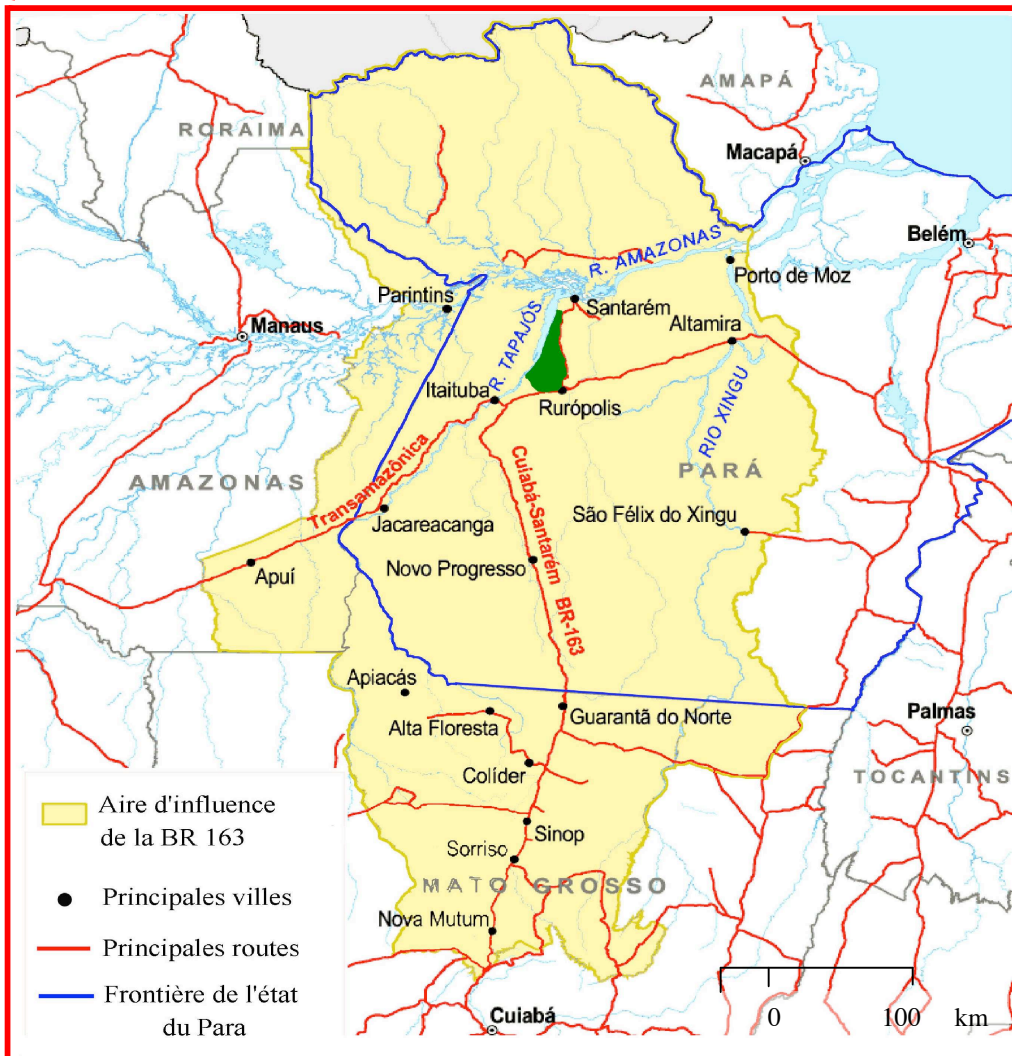 AMAPÁ
RORAIMA
Macapá
Belém
R. AMAZONAS
Porto de Moz
Parintins
Santarém
Manaus
Altamira
R. TAPAJÓS
Itaituba
Rurópolis
RIO XINGU
AMAZONAS
Transamazônica
PARÁ
Cuiabá-Santarém BR-163
Jacareacanga
São Félix do Xingu
Novo Progresso
Apuí
Apiacás
Guarantã do Norte
Alta Floresta
Palmas
Colíder
TOCANTINS
Aire d'influence
de la BR 163
Sinop
Sorriso
MATO GROSSO
Principales villes
Nova Mutum
Principales routes
Frontière de l'état
du Para
Cuiabá
0 100 km